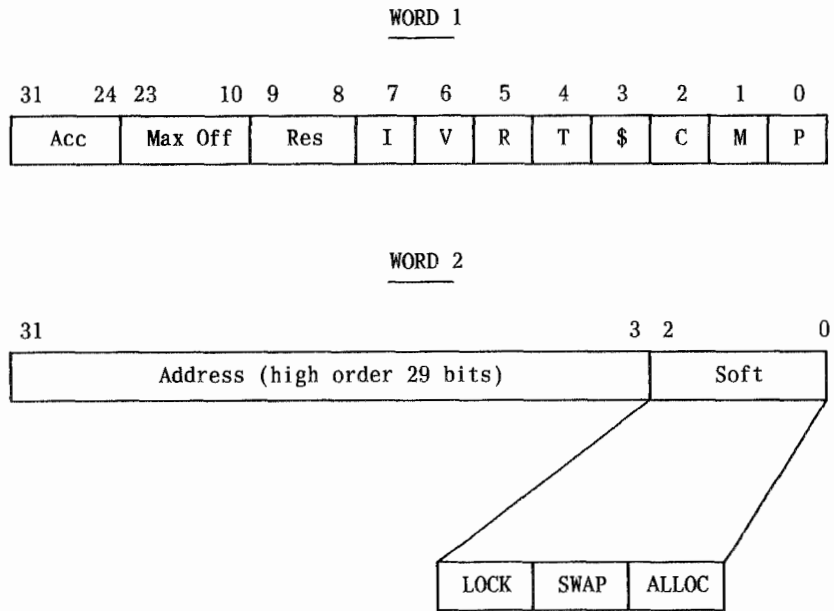 WORD 1
31 24 23 10 9 8 7 6 5 4 3 2 1 0
Acc Max Off Res I V R T $ C M P
WORD 2
31 3 2 0
Address (high order 29 bits) Soft
LOCK SWAP ALLOC